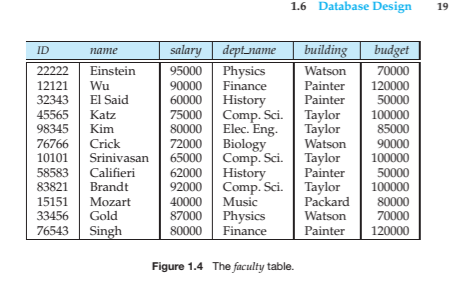 1.6 Database Design 19
ID name salary dept_name building budget
22222 Einstein 95000 Physics Watson 70000
12121 Wu 90000 Finance Painter 120000
32343 El Said 60000 History Painter 50000
45565 Katz 75000 Comp. Sci. Taylor 100000
98345 Kim 80000 Elec. Eng. Taylor 85000
76766 Crick 72000 Biology Watson 90000
10101 Srinivasan 65000 Comp. Sci. Taylor 100000
58583 Califieri 62000 History Painter 50000
83821 Brandt 92000 Comp. Sci. Taylor 100000
15151 Mozart 40000 Music Packard 80000
33456 Gold 87000 Physics Watson 70000
76543 Singh 80000 Finance Painter 120000
Figure 1.4 The faculty table.